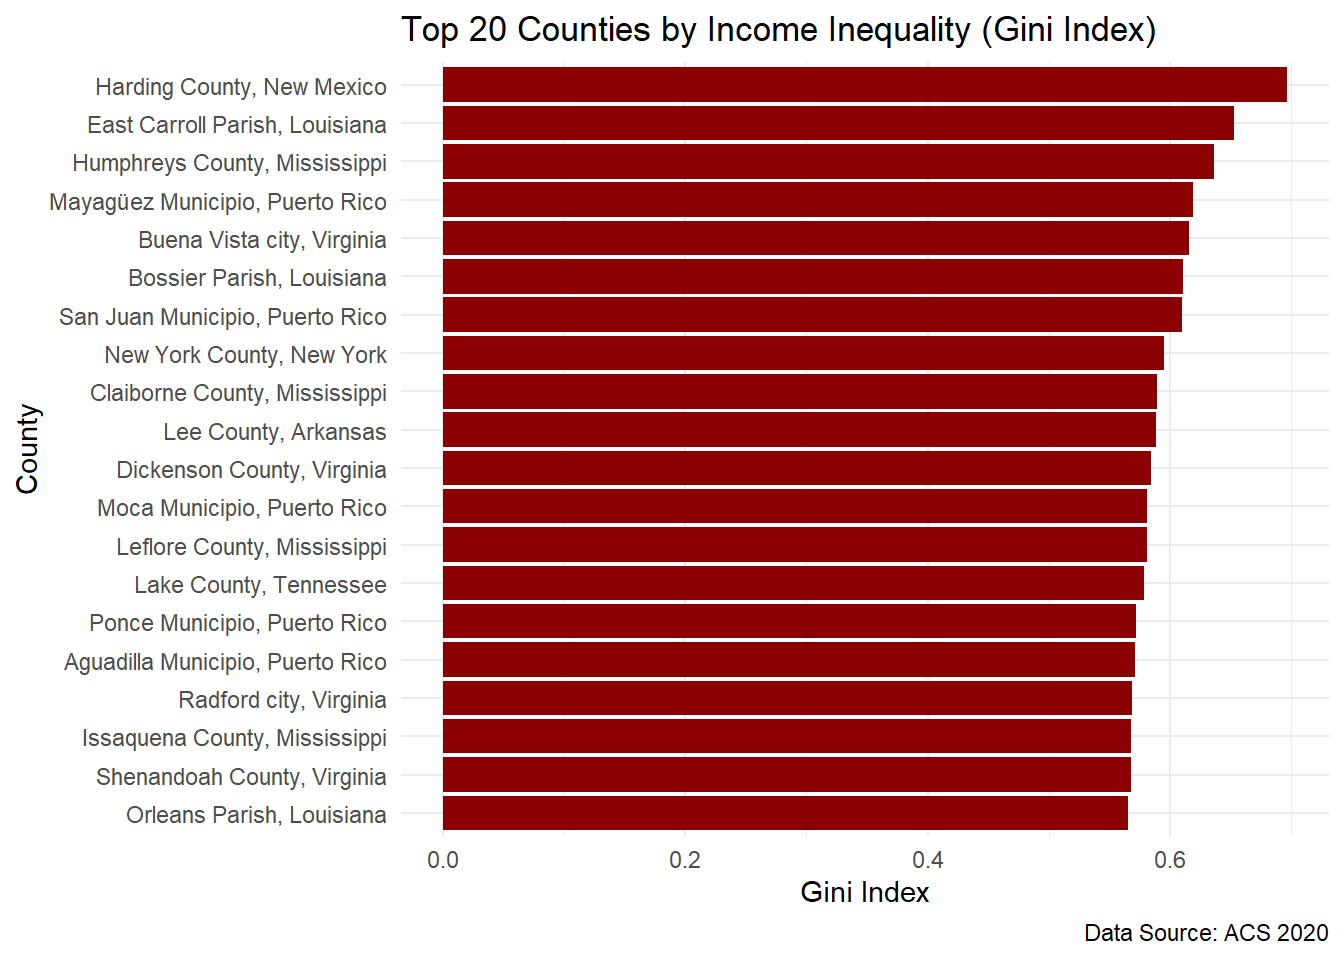 Top 20 Counties by Income Inequality (Gini Index)
Harding County, New Mexico
East Carroll Parish, Louisiana
Humphreys County, Mississippi
Mayagüez Municipio, Puerto Rico
Buena Vista city, Virginia
Bossier Parish, Louisiana
San Juan Municipio, Puerto Rico
New York County, New York
Claiborne County, Mississippi
Lee County, Arkansas
Dickenson County, Virginia
Moca Municipio, Puerto Rico
Leflore County, Mississippi
Lake County, Tennessee
Ponce Municipio, Puerto Rico
Aguadilla Municipio, Puerto Rico
Radford city, Virginia
Issaquena County, Mississippi
Shenandoah County, Virginia
Orleans Parish, Louisiana
County
0.0 0.2 0.4 0.6
Gini Index
Data Source: ACS 2020